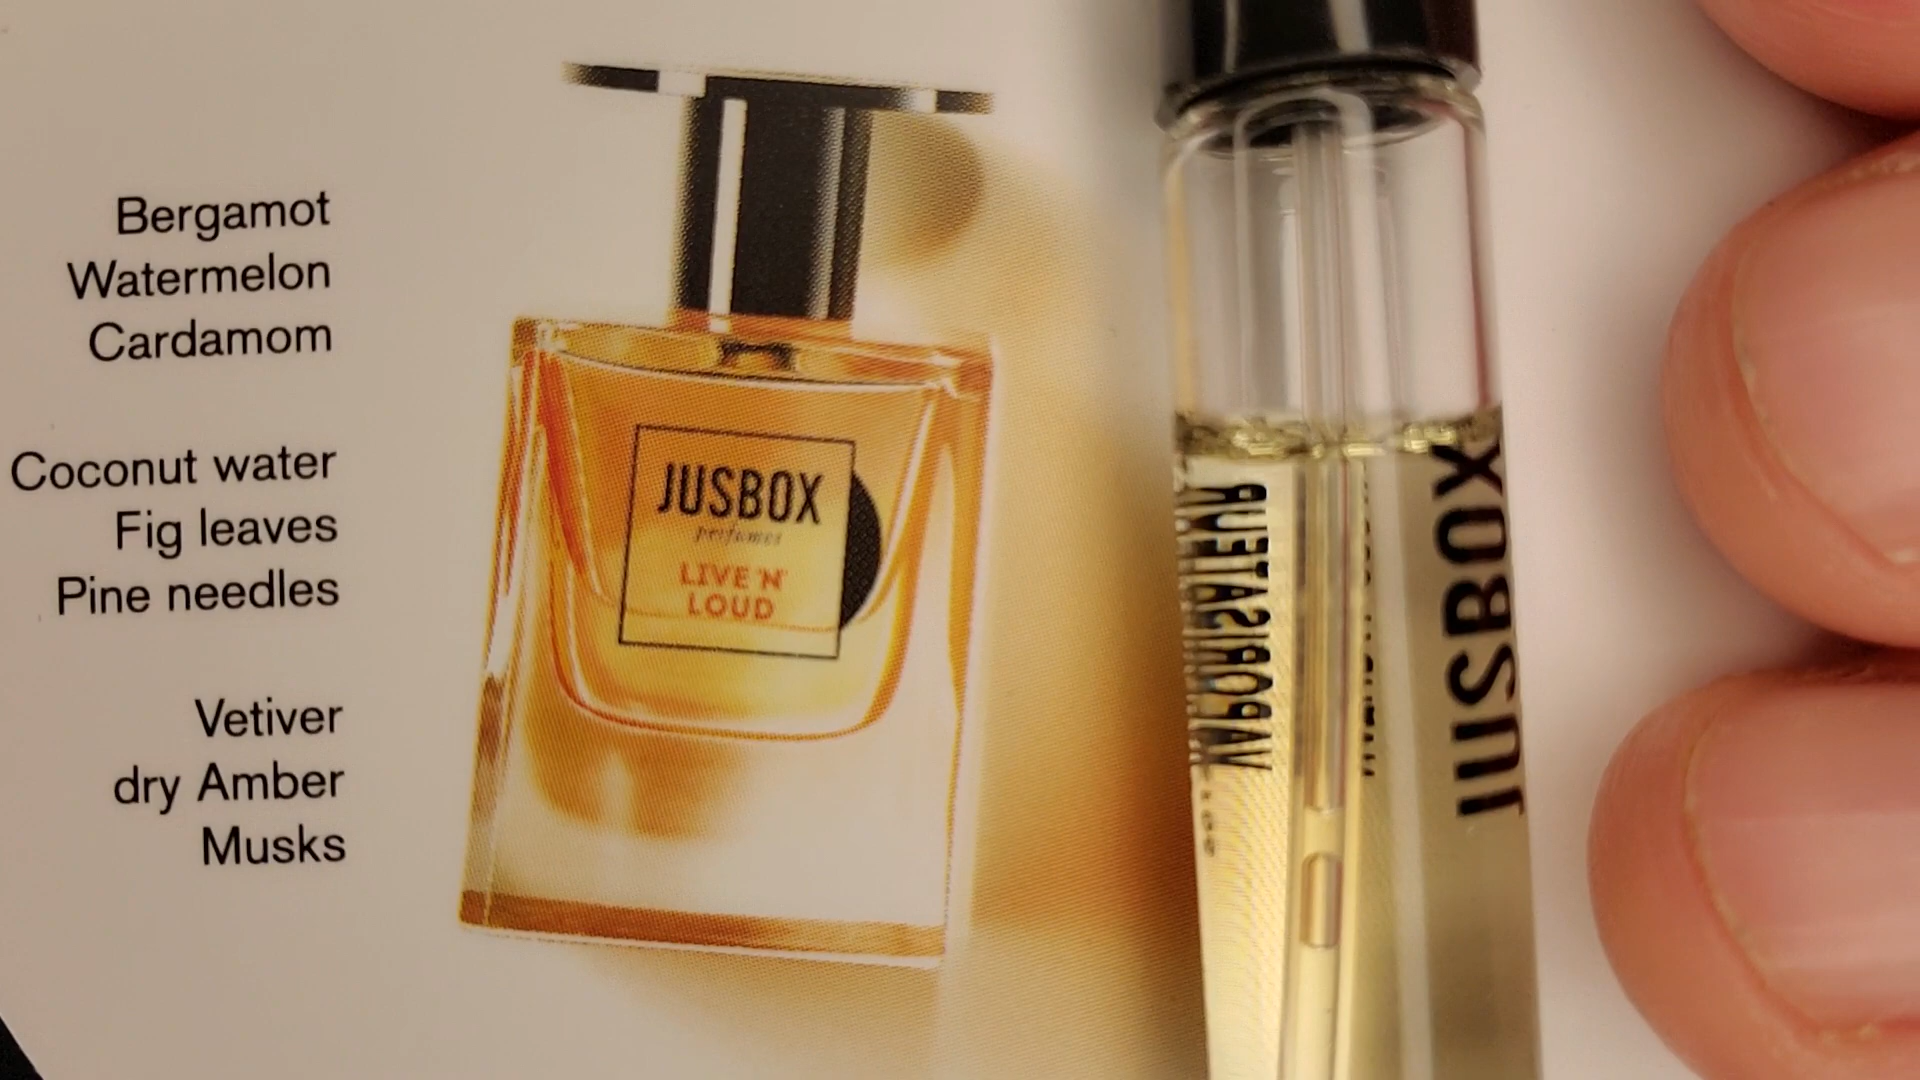 Bergamot
Watermelon
Cardamom
Coconut water
Fig leaves
Pine needles
Vetiver
dry Amber
Musks
JUSBOX
perfumes
LIVE 'N'
LOUD
JUSBOX